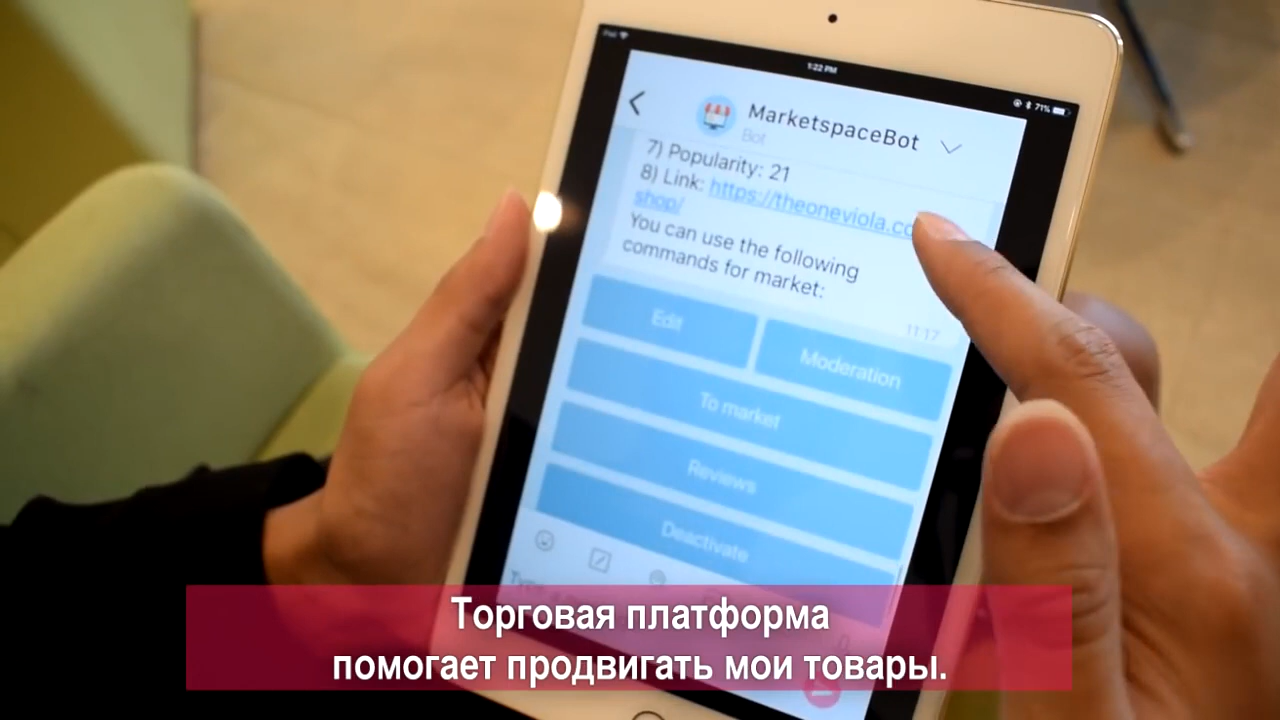 1:22 PM
71%
MarketspaceBot
Bot
7) Popularity: 21
8) Link: https://theoneviola.co
shop/
You can use the following
commands for market:
11:17
Edit
Moderation
To market
Reviews
Deactivate
Торговая платформа
помогает продвигать мои товары.